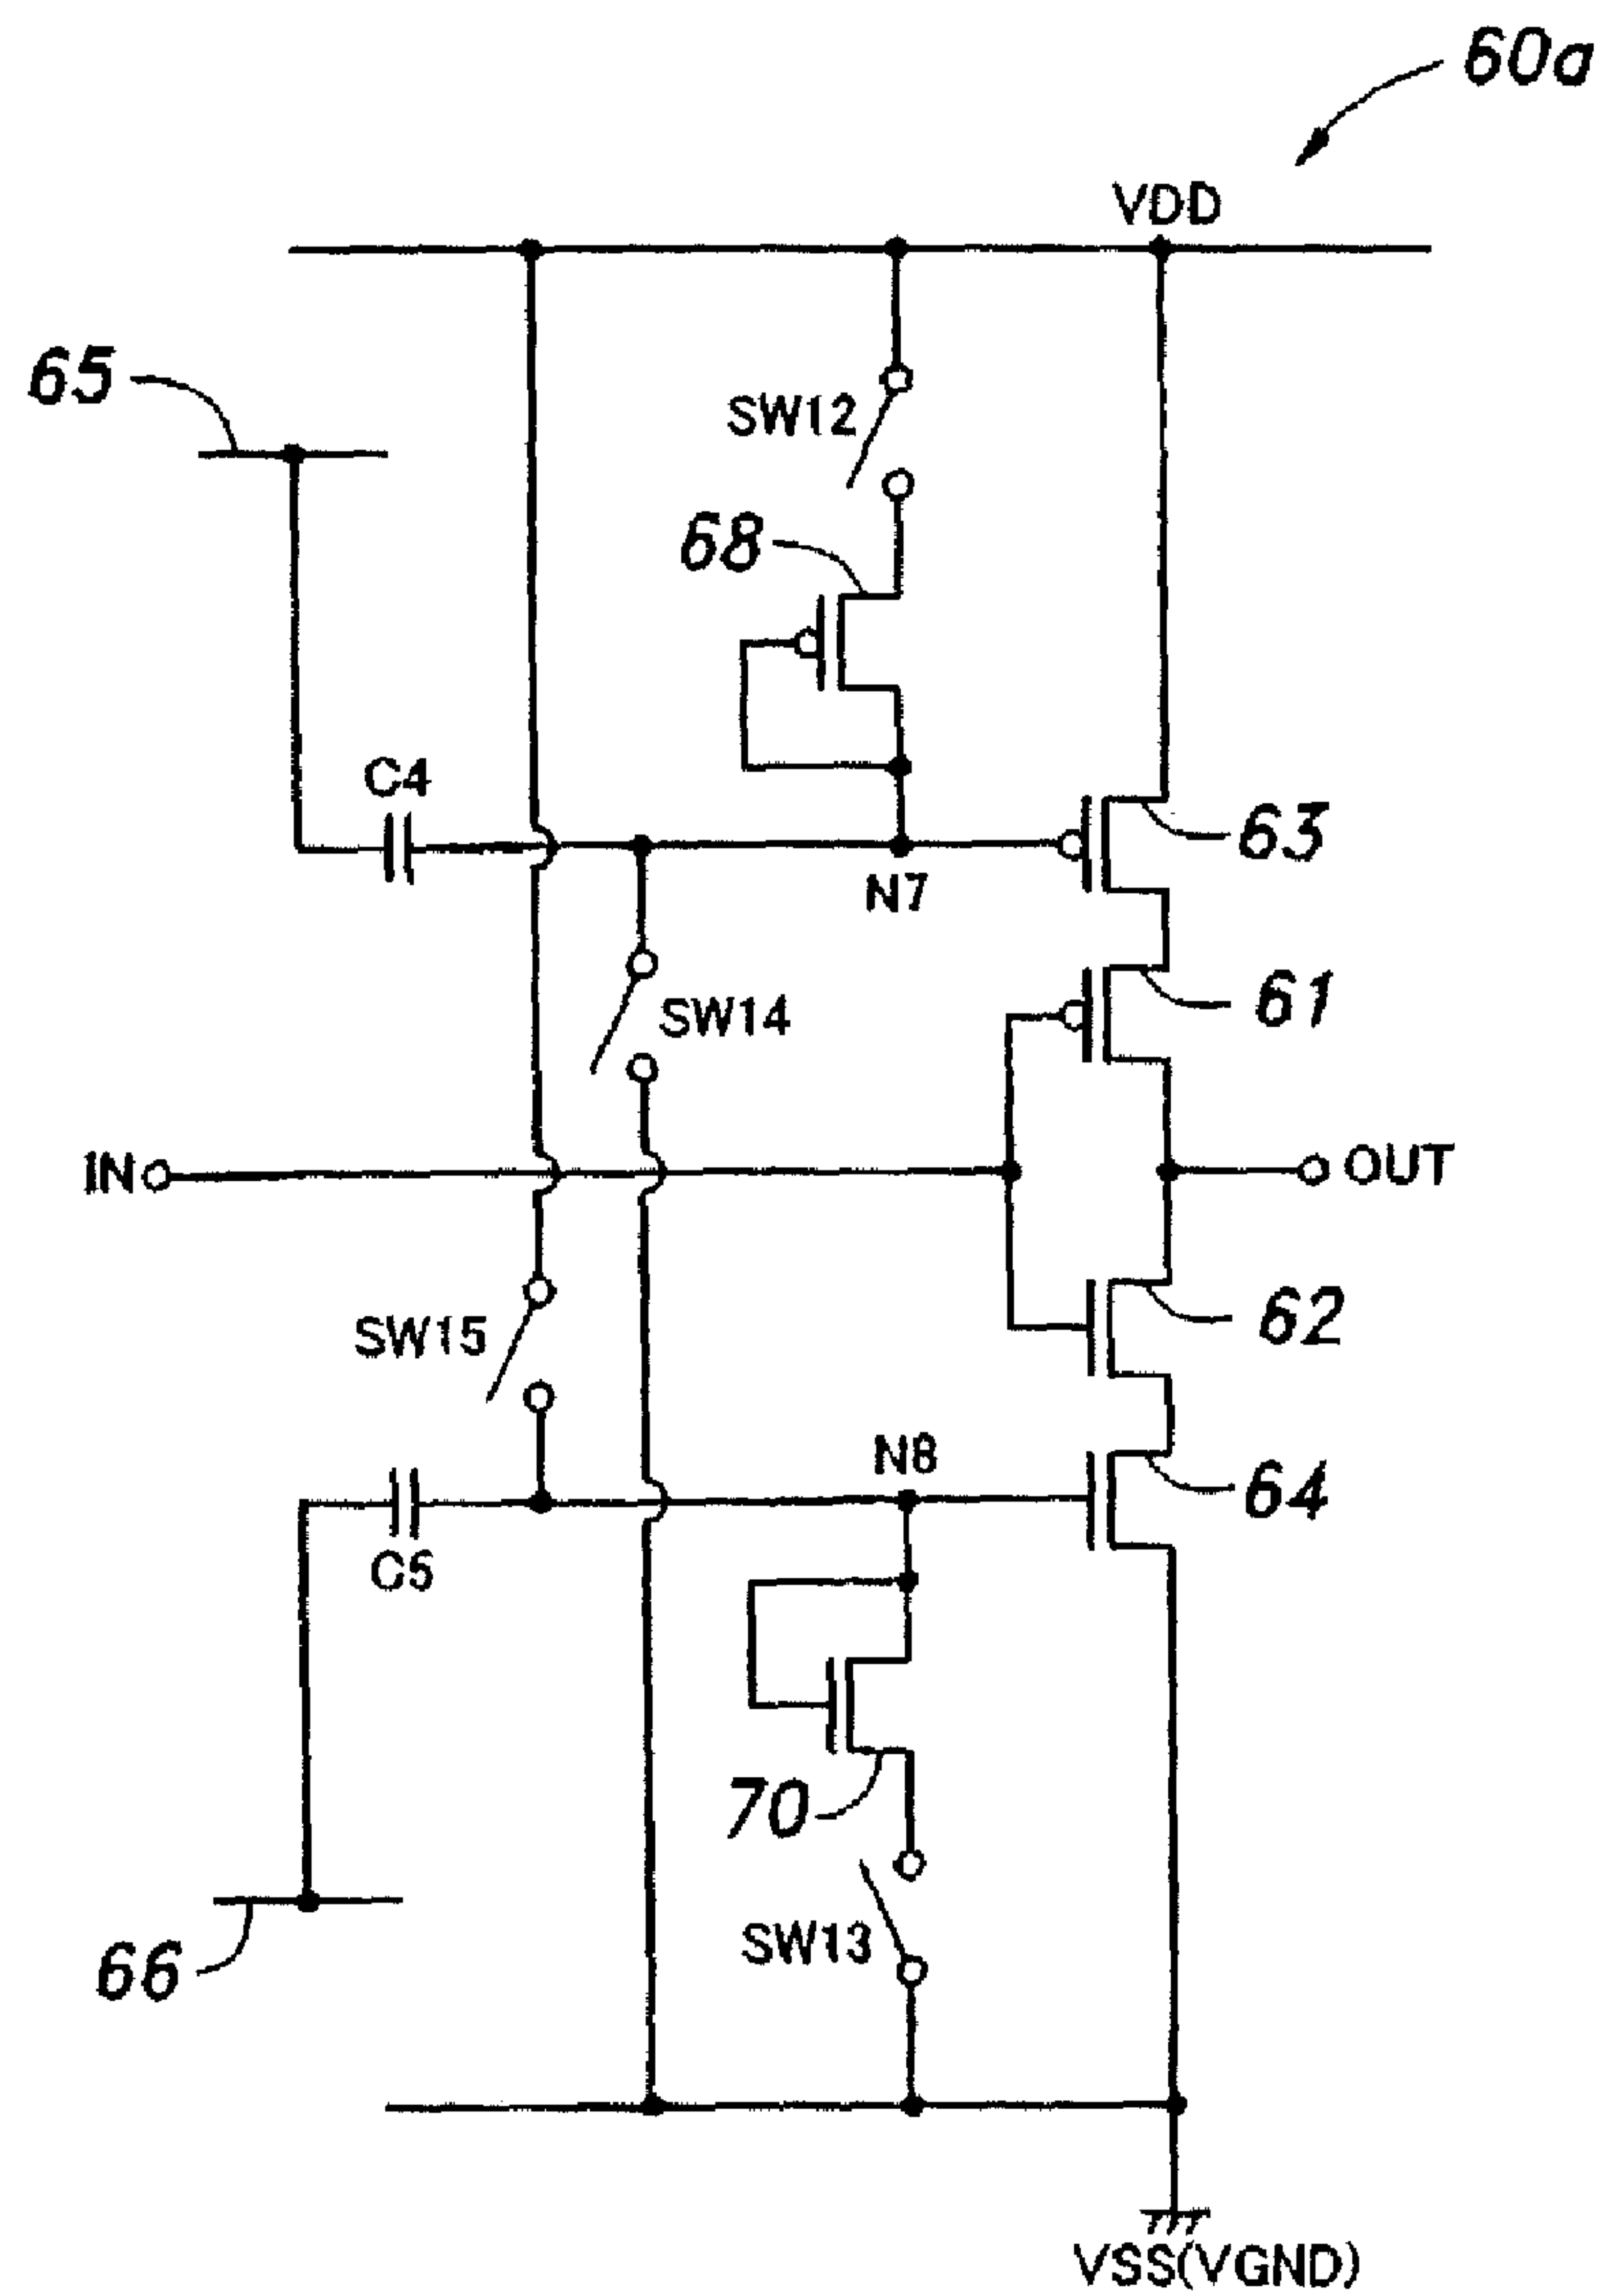 60a
VDD
65
SW12
68
C4
63
N7
61
SW14
IN
OUT
SW15
62
N8
64
C5
70
SW13
66
VSS(VGND)